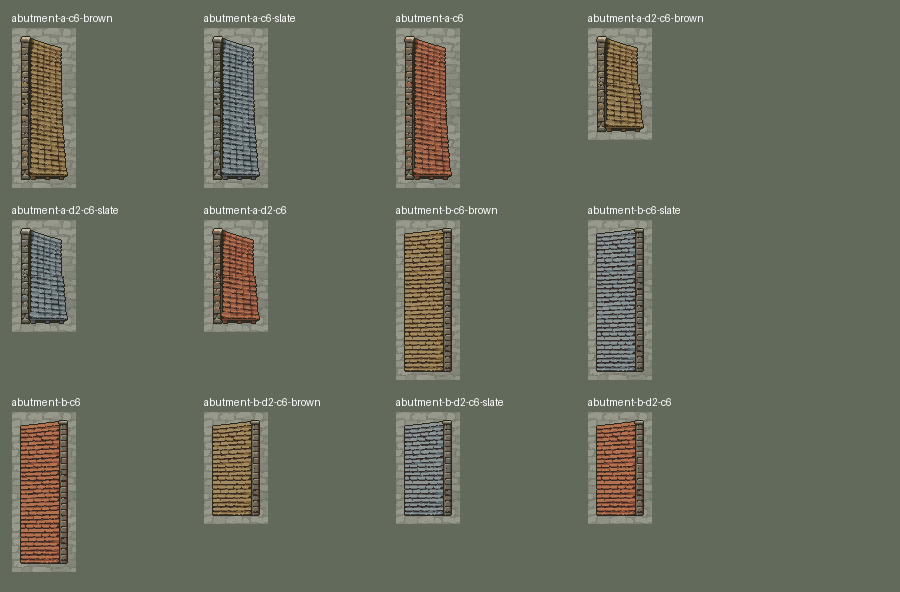 abutment-a-c6-brown
abutment-a-c6-slate
abutment-a-c6
abutment-a-d2-c6-brown
abutment-a-d2-c6-slate
abutment-a-d2-c6
abutment-b-c6-brown
abutment-b-c6-slate
abutment-b-c6
abutment-b-d2-c6-brown
abutment-b-d2-c6-slate
abutment-b-d2-c6